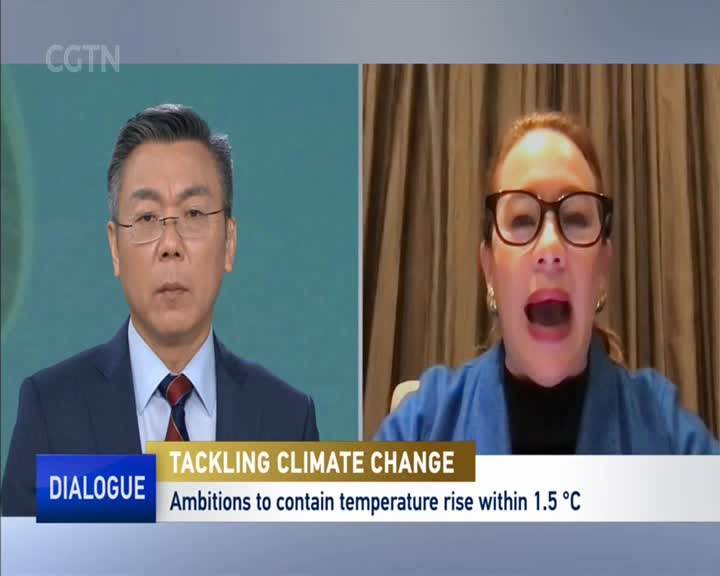 CGTN
TACKLING CLIMATE CHANGE
DIALOGUE
Ambitions to contain temperature rise within 1.5 °C